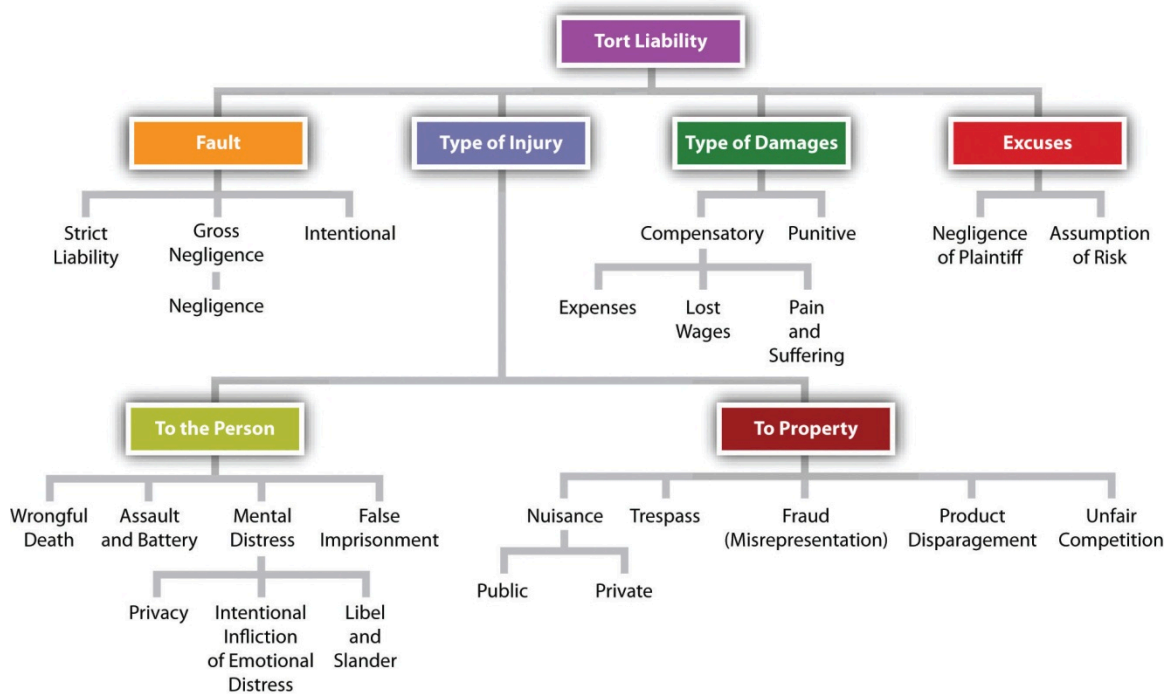 Tort Liability
Fault
Type of Injury
Type of Damages
Excuses
Strict
Liability
Gross
Negligence
Intentional
Negligence
Compensatory
Punitive
Expenses
Lost
Wages
Pain
and
Suffering
Negligence
of Plaintiff
Assumption
of Risk
To the Person
To Property
Wrongful
Death
Assault
and Battery
Mental
Distress
False
Imprisonment
Privacy
Intentional
Infliction
of Emotional
Distress
Libel
and
Slander
Nuisance
Trespass
Fraud
(Misrepresentation)
Product
Disparagement
Unfair
Competition
Public
Private